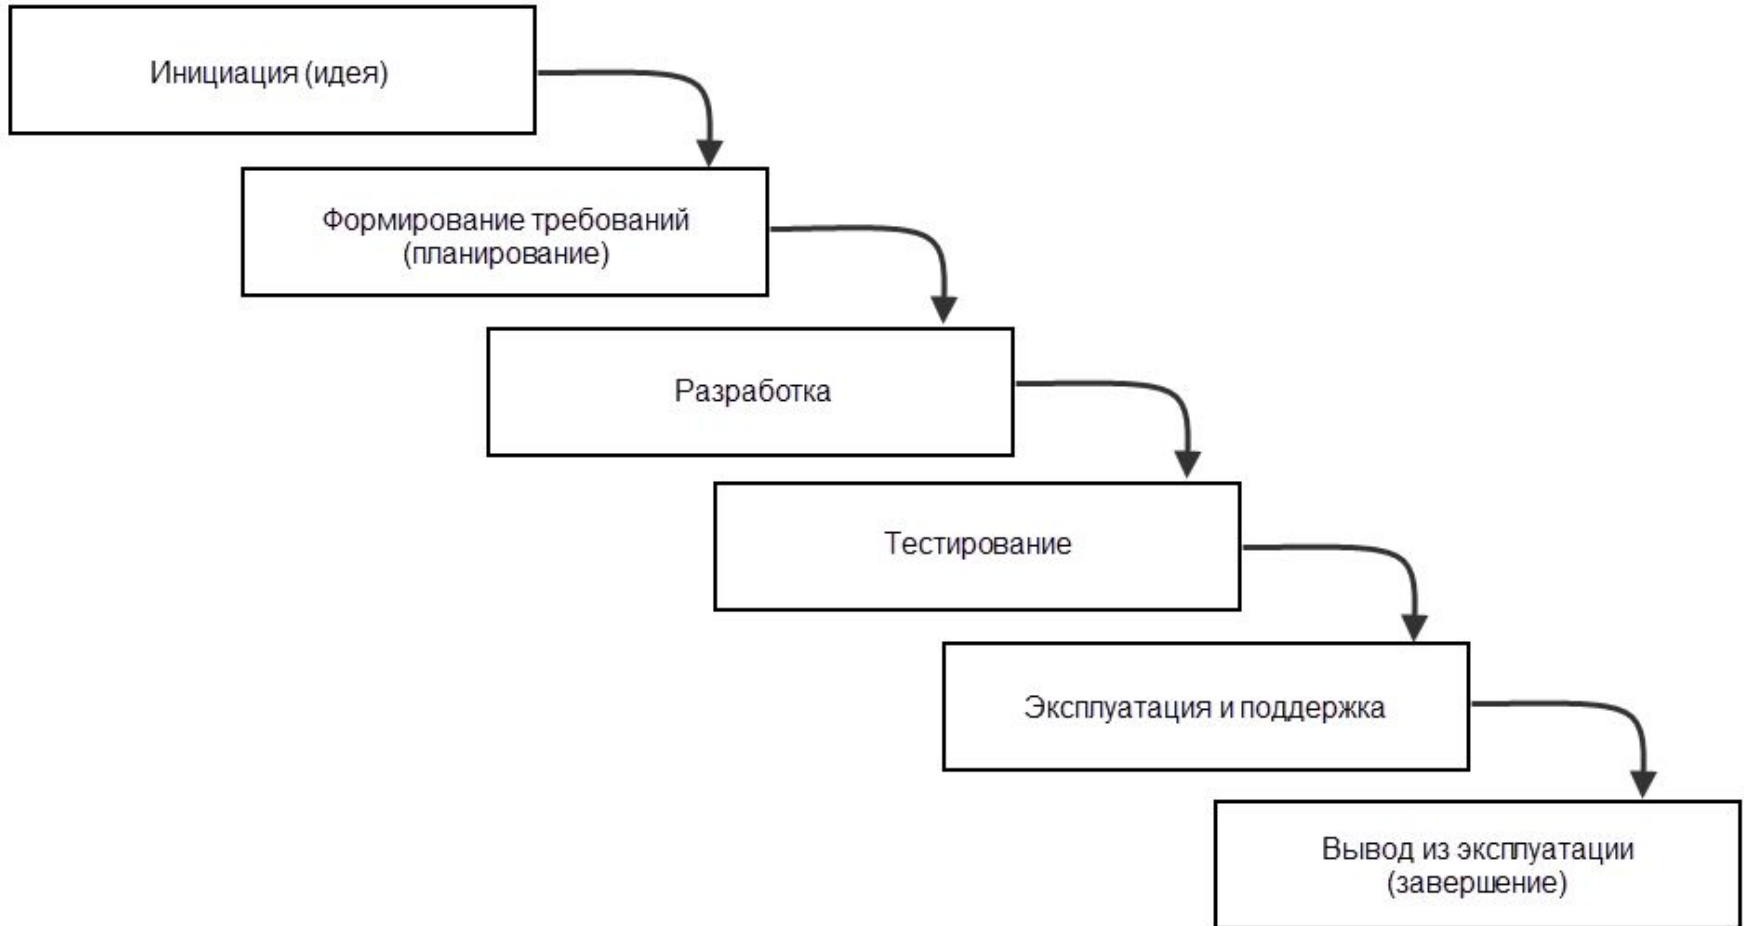 Инициация (идея)
Формирование требований
(планирование)
Разработка
Тестирование
Эксплуатация и поддержка
Вывод из эксплуатации
(завершение)